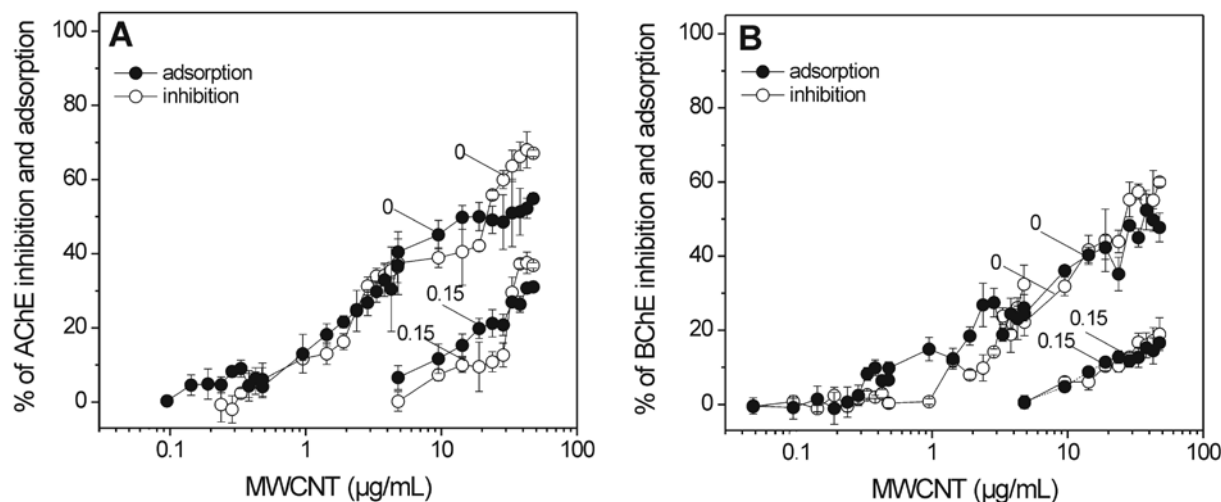 A
adsorption
inhibition
% of AChE inhibition and adsorption
100
80
60
40
20
0
0
0
0.15
0.15
0.1
1
10
100
MWCNT (µg/mL)
B
adsorption
inhibition
% of BChE inhibition and adsorption
100
80
60
40
20
0
0
0
0.15
0.15
0.1
1
10
100
MWCNT (µg/mL)